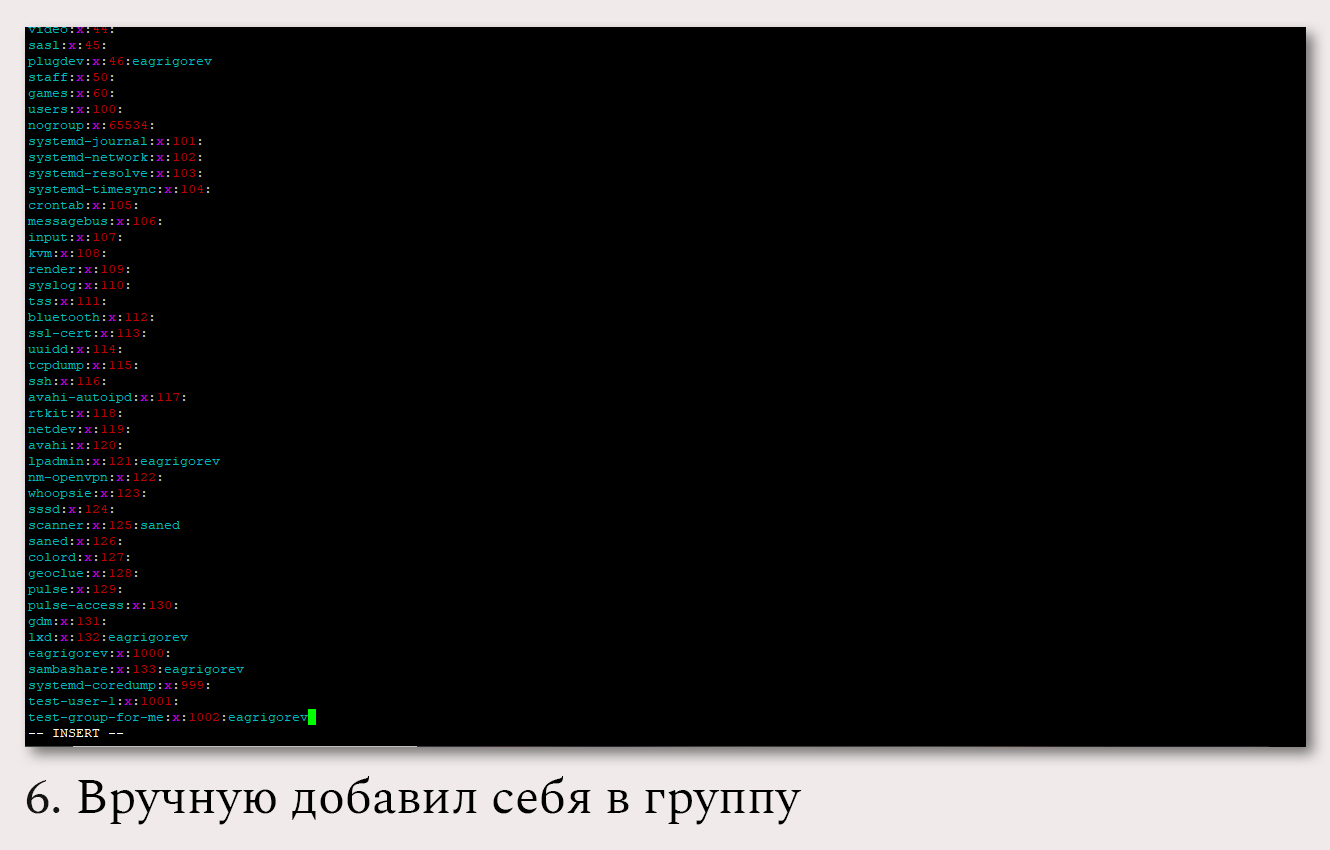 video:x:44:
sasl:x:45:
plugdev:x:46:eagrigorev
staff:x:50:
games:x:60:
users:x:100:
nogroup:x:65534:
systemd-journal:x:101:
systemd-network:x:102:
systemd-resolve:x:103:
systemd-timesync:x:104:
crontab:x:105:
messagebus:x:106:
input:x:107:
kvm:x:108:
render:x:109:
syslog:x:110:
tss:x:111:
bluetooth:x:112:
ssl-cert:x:113:
uuidd:x:114:
tcpdump:x:115:
ssh:x:116:
avahi-autoipd:x:117:
rtkit:x:118:
netdev:x:119:
avahi:x:120:
lpadmin:x:121:eagrigorev
nm-openvpn:x:122:
whoopsie:x:123:
sssd:x:124:
scanner:x:125:saned
saned:x:126:
colord:x:127:
geoclue:x:128:
pulse:x:129:
pulse-access:x:130:
gdm:x:131:
lxd:x:132:eagrigorev
eagrigorev:x:1000:
sambashare:x:133:eagrigorev
systemd-coredump:x:999:
test-user-1:x:1001:
test-group-for-me:x:1002:eagrigorev
-- INSERT --
6. Вручную добавил себя в группу